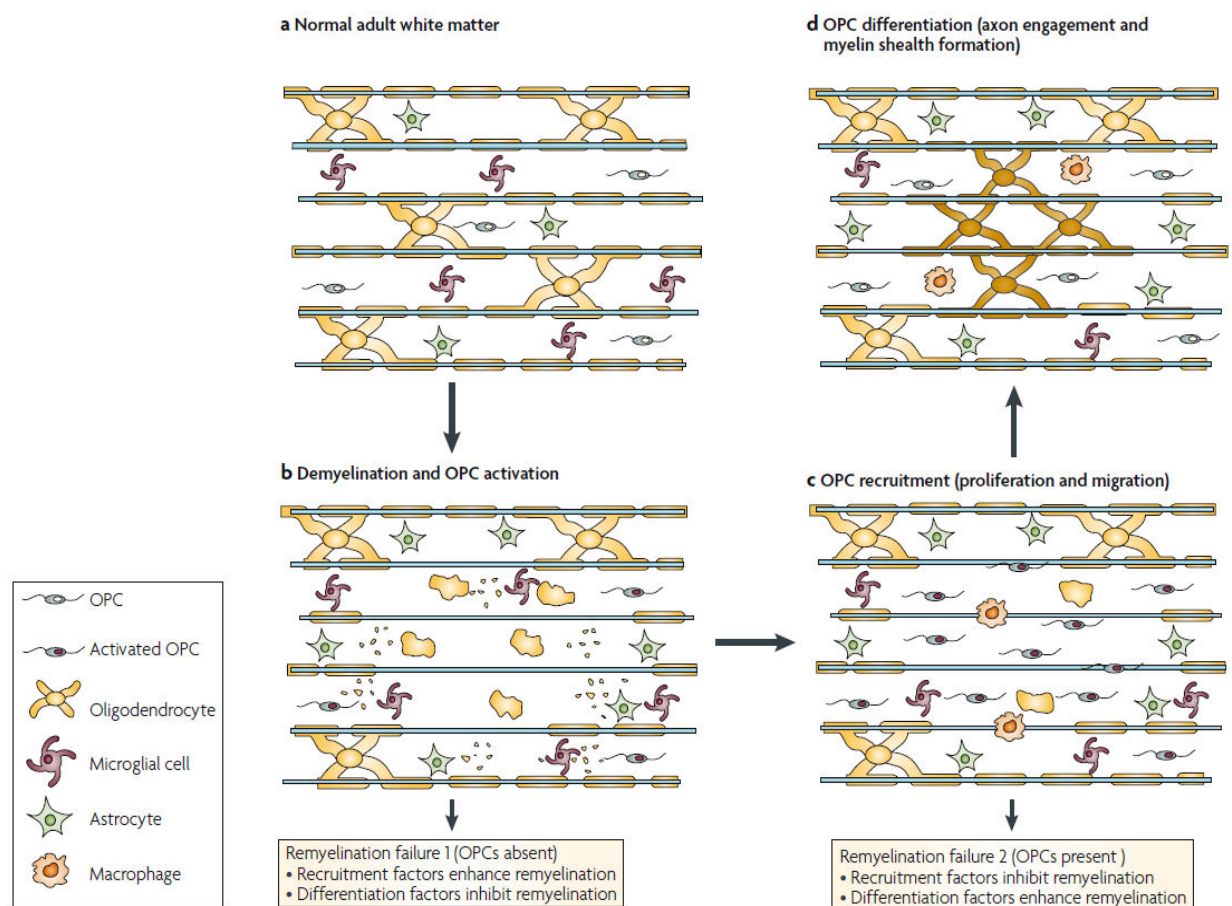 a Normal adult white matter
d OPC differentiation (axon engagement and
myelin shealth formation)
b Demyelination and OPC activation
c OPC recruitment (proliferation and migration)
OPC
Activated OPC
Oligodendrocyte
Microglial cell
Astrocyte
Macrophage
Remyelination failure 1 (OPCs absent)
• Recruitment factors enhance remyelination
• Differentiation factors inhibit remyelination
Remyelination failure 2 (OPCs present )
• Recruitment factors inhibit remyelination
• Differentiation factors enhance remyelination